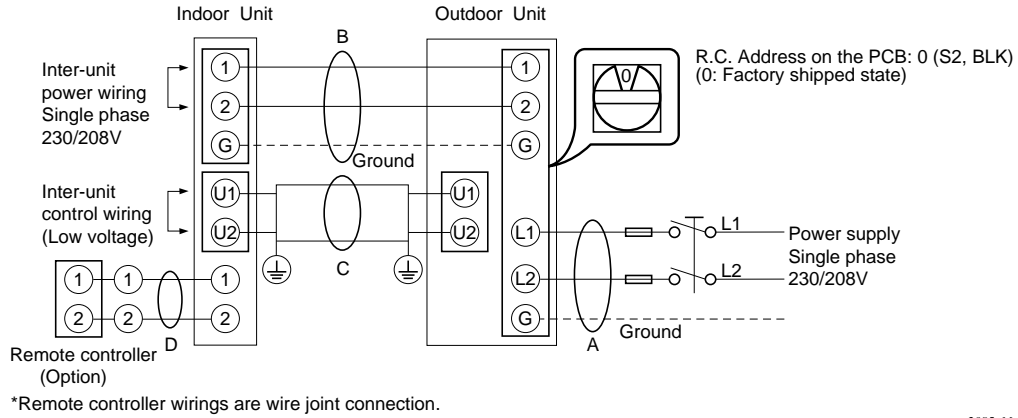 Indoor Unit
Outdoor Unit
B
R.C. Address on the PCB: 0 (S2, BLK)
(0: Factory shipped state)
0
Inter-unit
power wiring
Single phase
230/208V
1
1
2
2
G
G
Ground
Inter-unit
control wiring
(Low voltage)
U1
U1
U2
U2
C
L1
L1
L2
L2
Power supply
Single phase
230/208V
G
Ground
A
1
1
1
2
2
2
D
Remote controller
(Option)
*Remote controller wirings are wire joint connection.